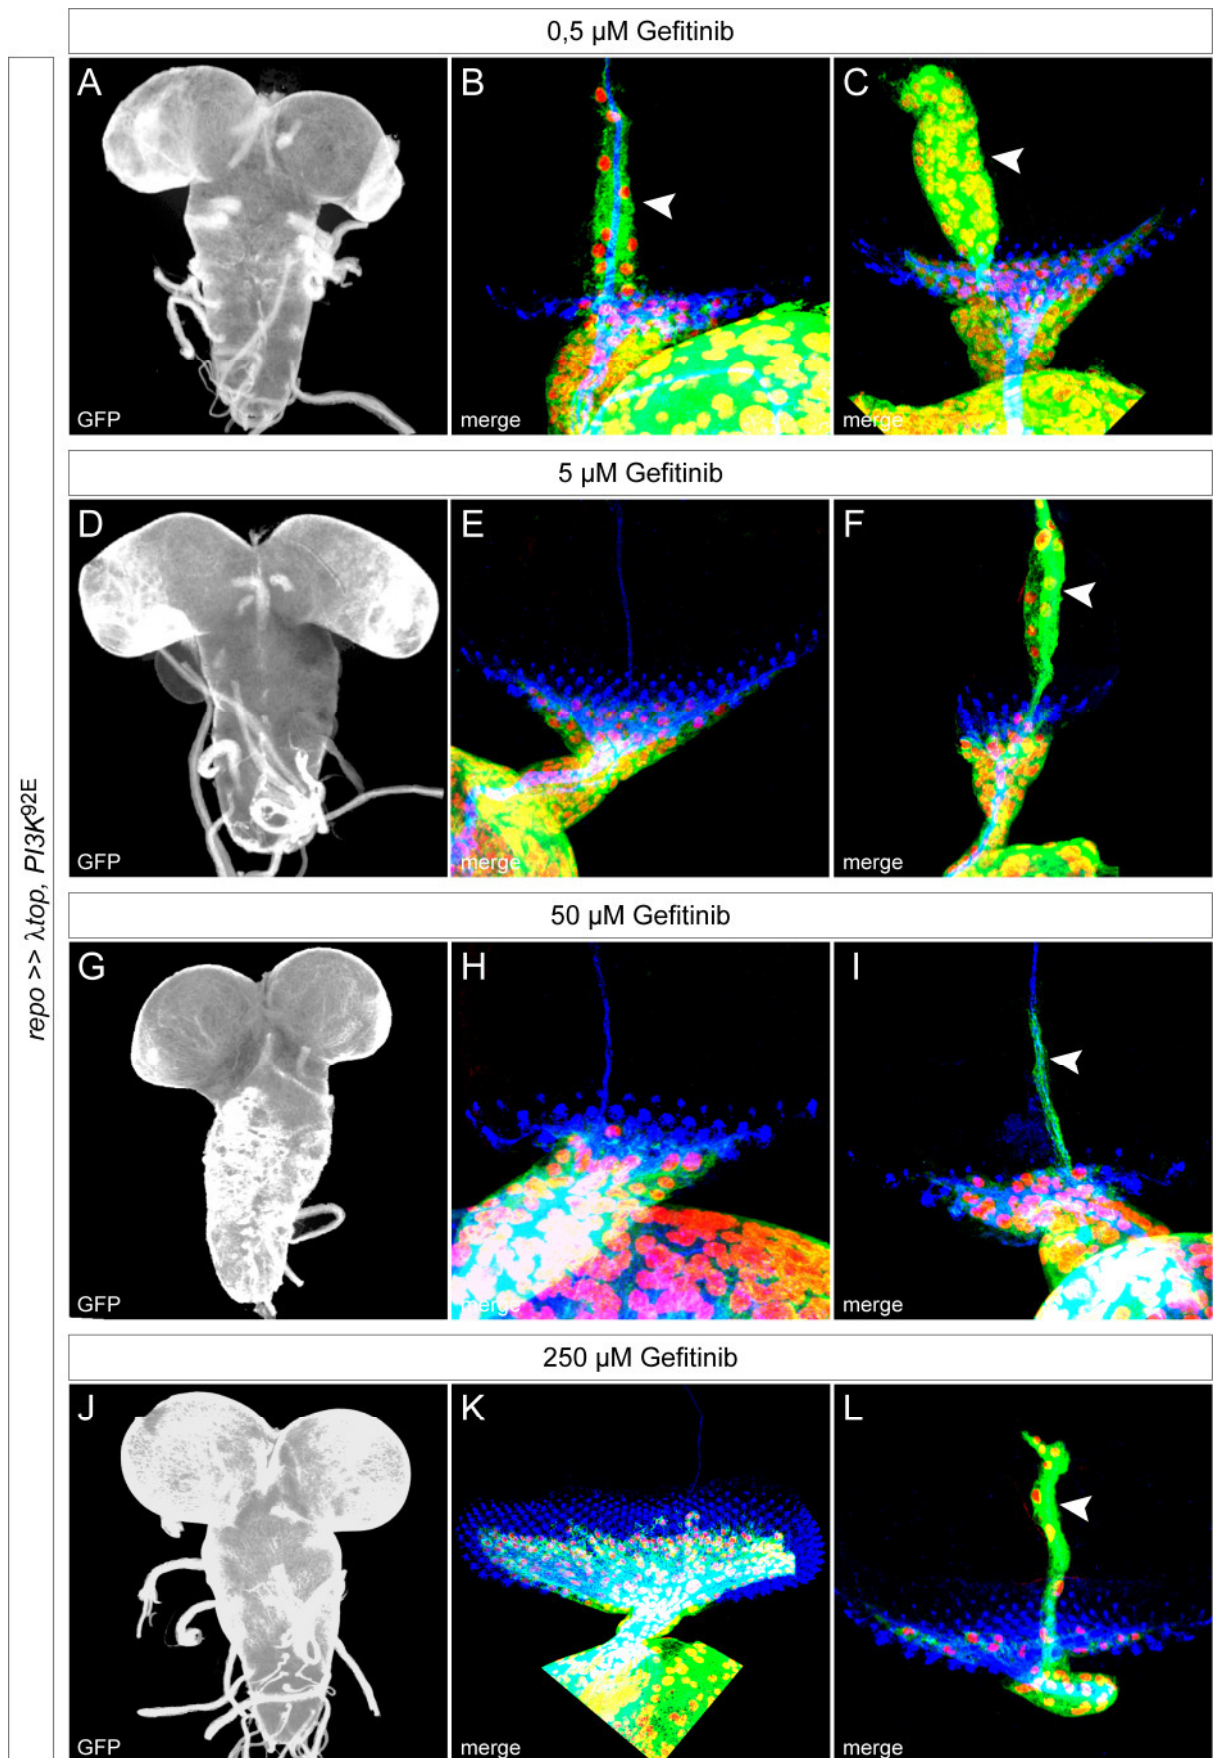 0,5 µM Gefitinib
A
B
C
GFP
merge
merge
5 µM Gefitinib
D
E
F
GFP
merge
merge
repo >> λtop, PI3K92E
50 µM Gefitinib
G
H
I
GFP
merge
merge
250 µM Gefitinib
J
K
L
GFP
merge
merge